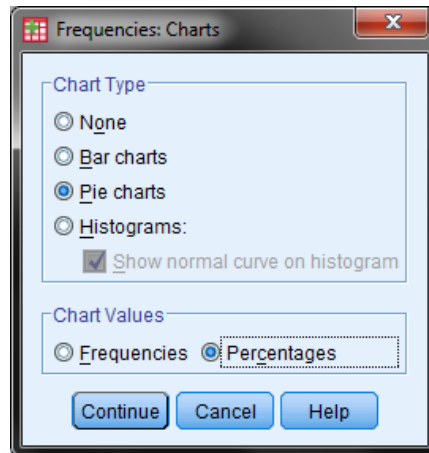 Frequencies: Charts
Chart Type
None
Bar charts
Pie charts
Histograms:
Show normal curve on histogram
Chart Values
Frequencies Percentages
Continue Cancel Help